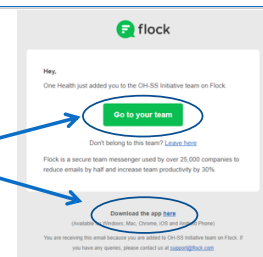 flock
Hey,
One Health just added you to the OH-SS Initiative team on Flock.
Go to your team
Don't belong to this team? Leave here
Flock is a secure team messenger used by over 25,000 companies to
reduce emails by half and increase team productivity by 30%.
Download the app here
(Available for Windows, Mac, Chrome, iOS and Android Phone)
You are receiving this email because you are added to OH-SS Initiative team on Flock. If
you have any queries, please contact us at support@flock.com